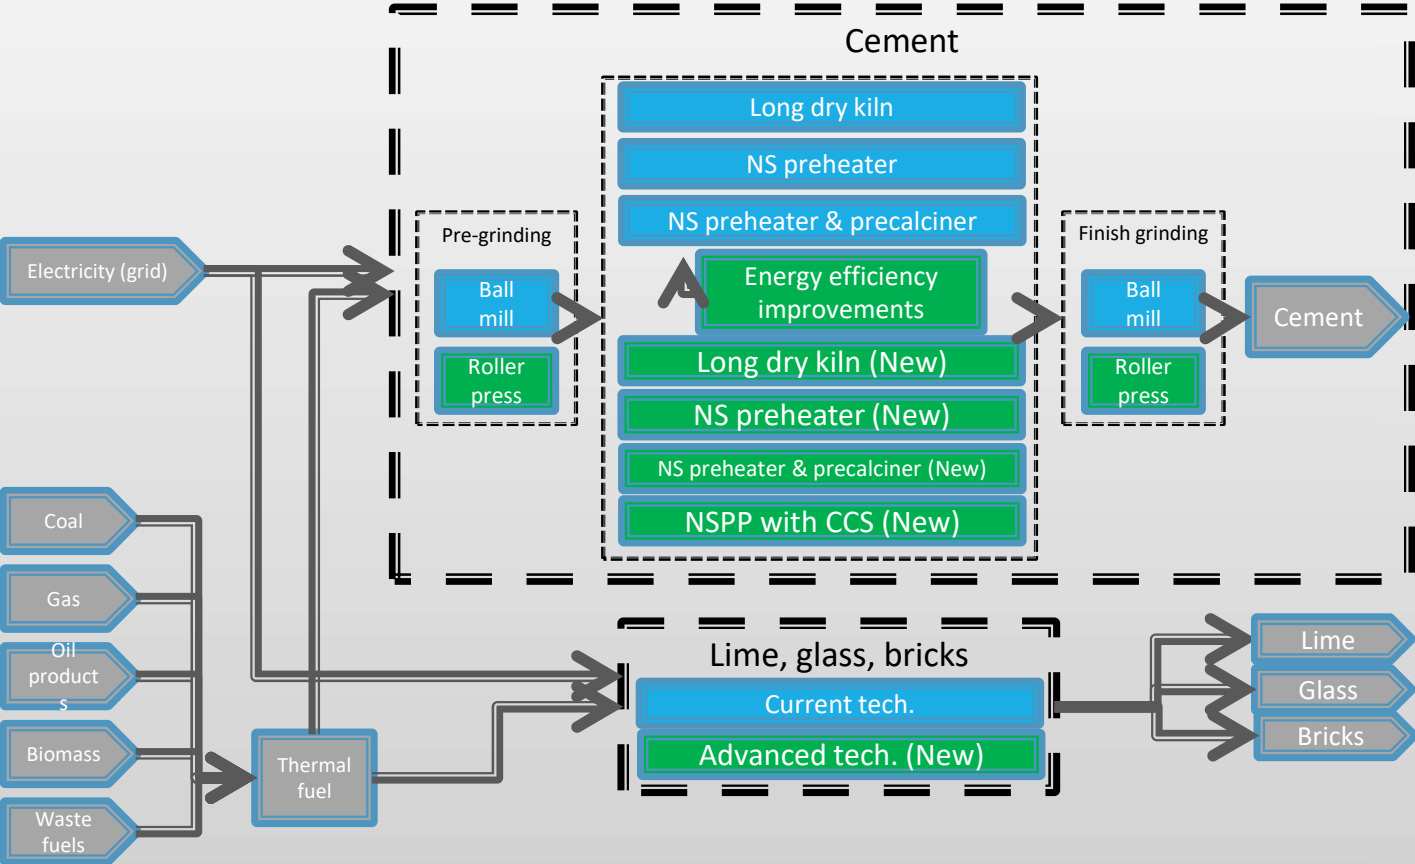 Cement
Long dry kiln
NS preheater
NS preheater & precalciner
Pre-grinding
Finish grinding
Electricity (grid)
Ball
mill
Energy efficiency
improvements
Ball
mill
Cement
Roller
press
Long dry kiln (New)
Roller
press
NS preheater (New)
NS preheater & precalciner (New)
NSPP with CCS (New)
Coal
Gas
Oil
product
s
Biomass
Waste
fuels
Thermal
fuel
Lime, glass, bricks
Current tech.
Advanced tech. (New)
Lime
Glass
Bricks